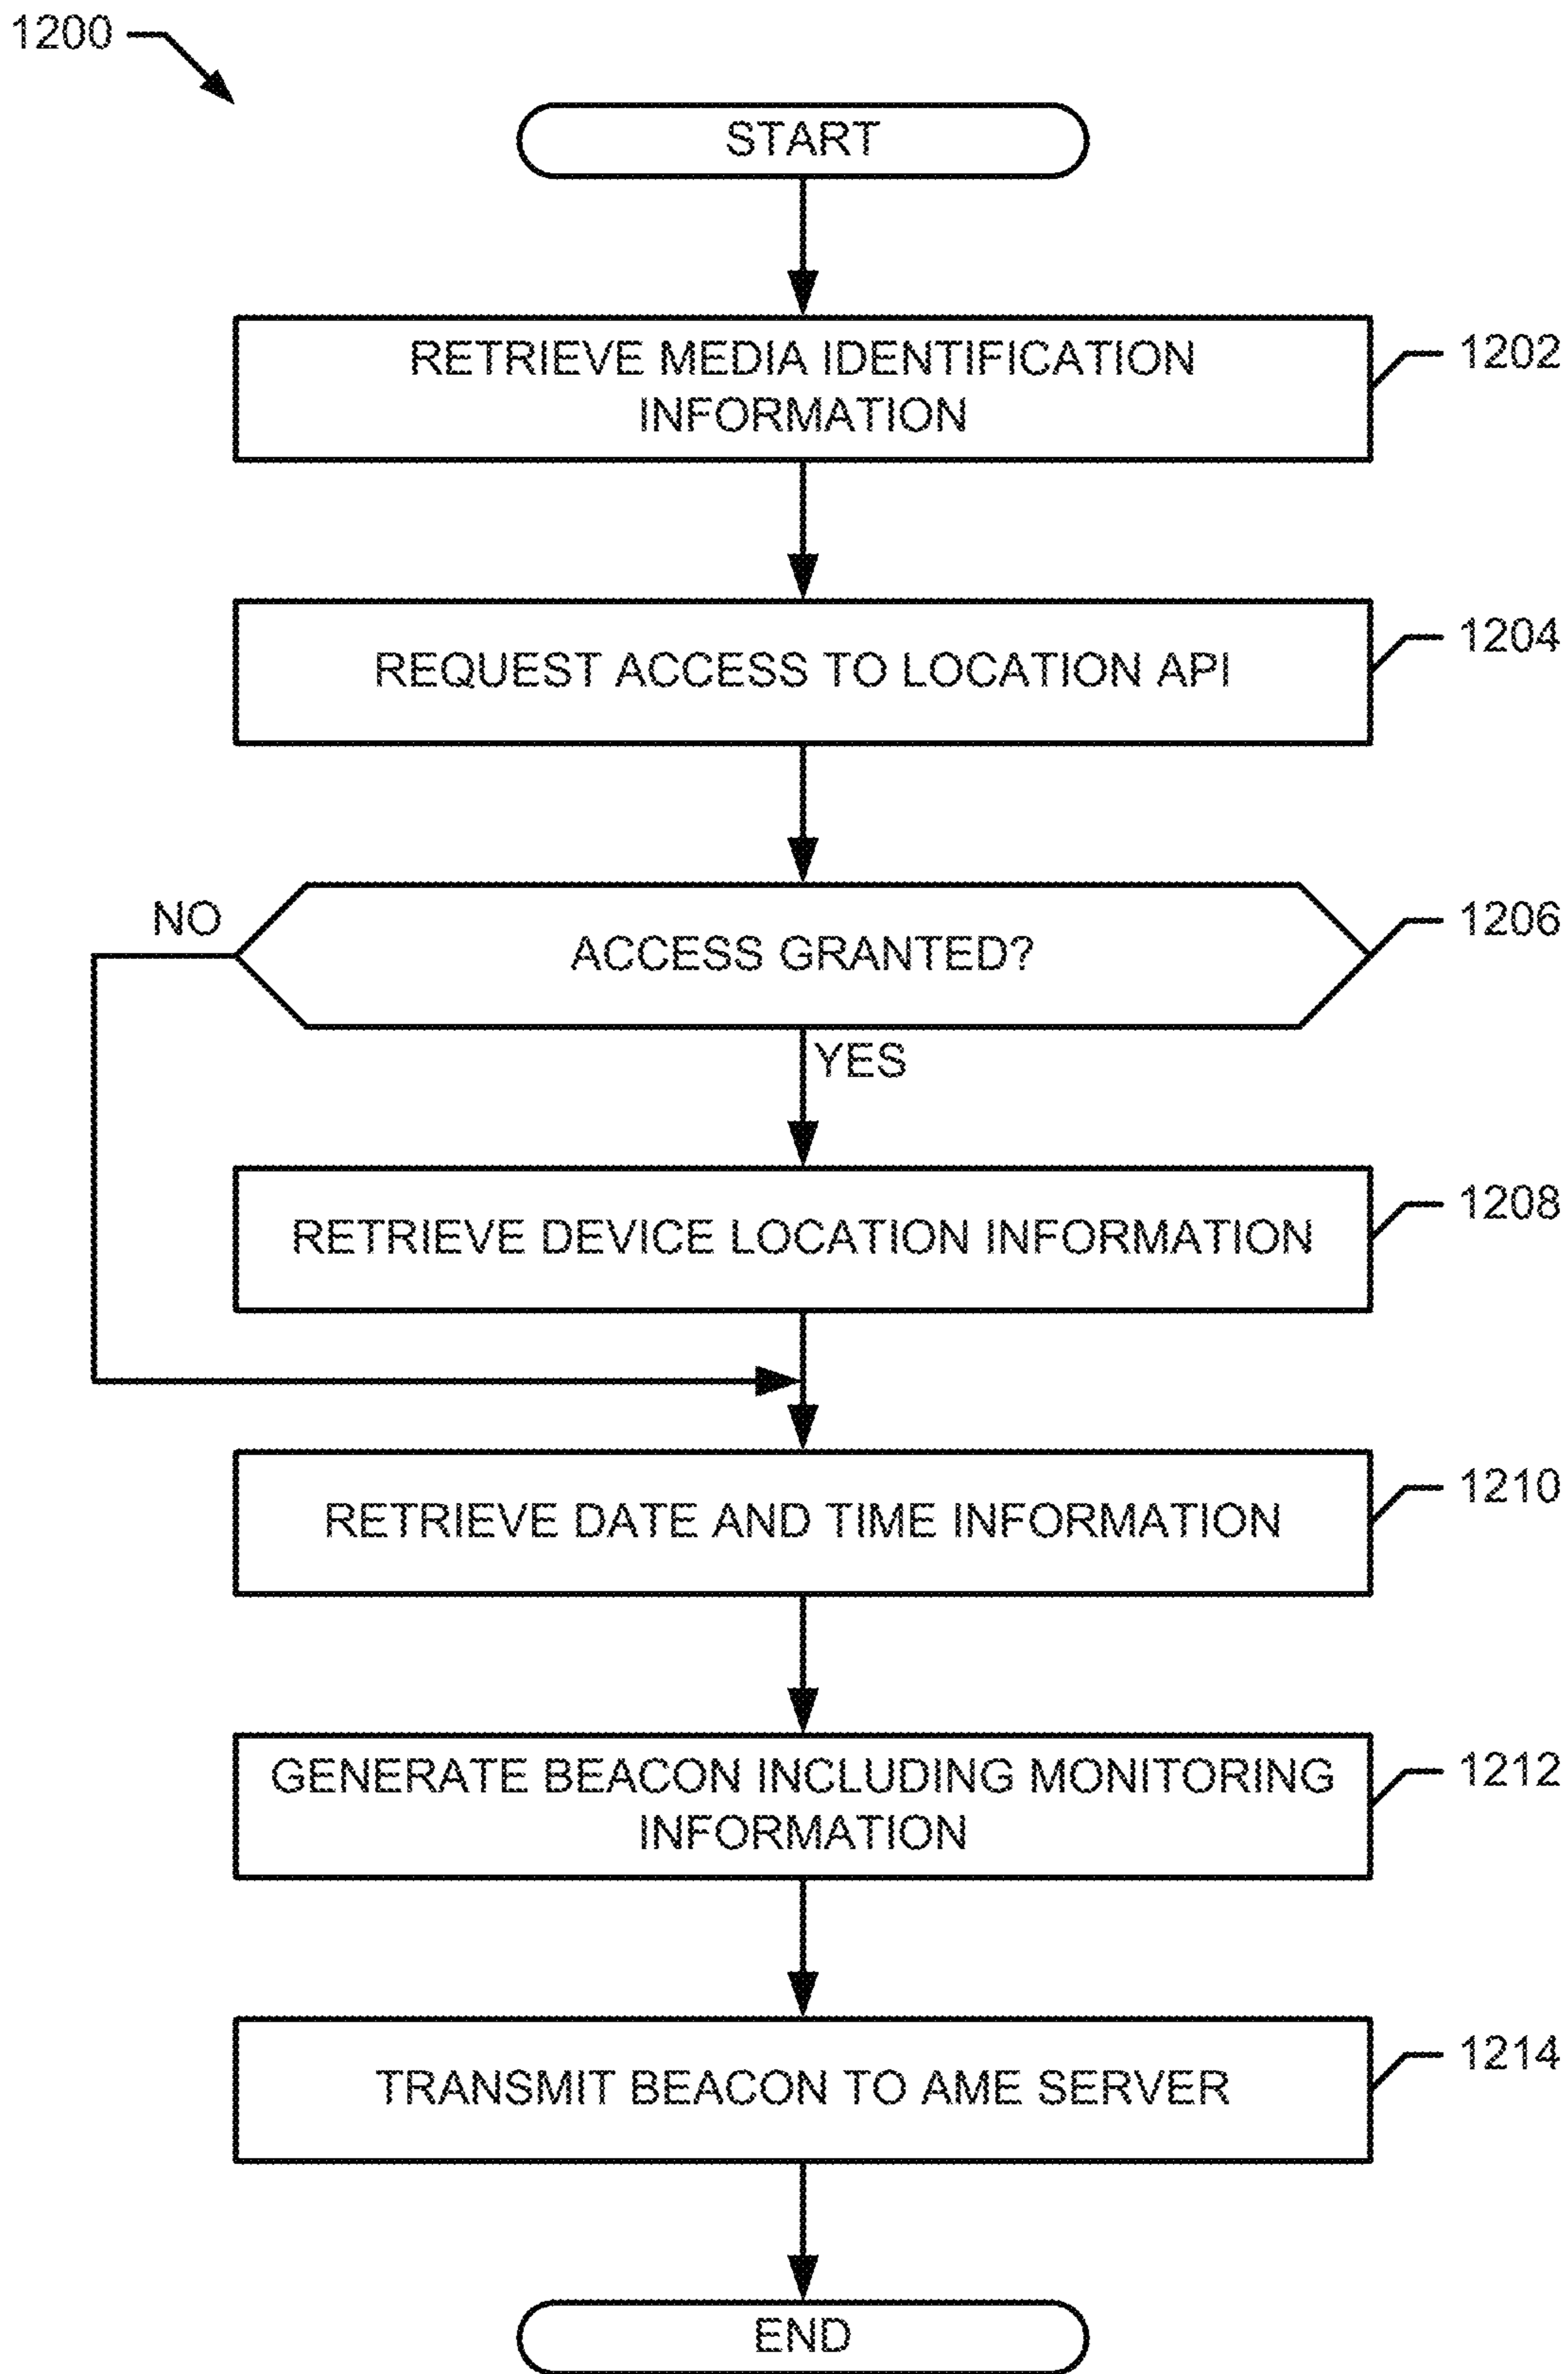 1200
START
RETRIEVE MEDIA IDENTIFICATION
INFORMATION
1202
REQUEST ACCESS TO LOCATION API
1204
NO
ACCESS GRANTED?
1206
YES
RETRIEVE DEVICE LOCATION INFORMATION
1208
RETRIEVE DATE AND TIME INFORMATION
1210
GENERATE BEACON INCLUDING MONITORING
INFORMATION
1212
TRANSMIT BEACON TO AME SERVER
1214
END